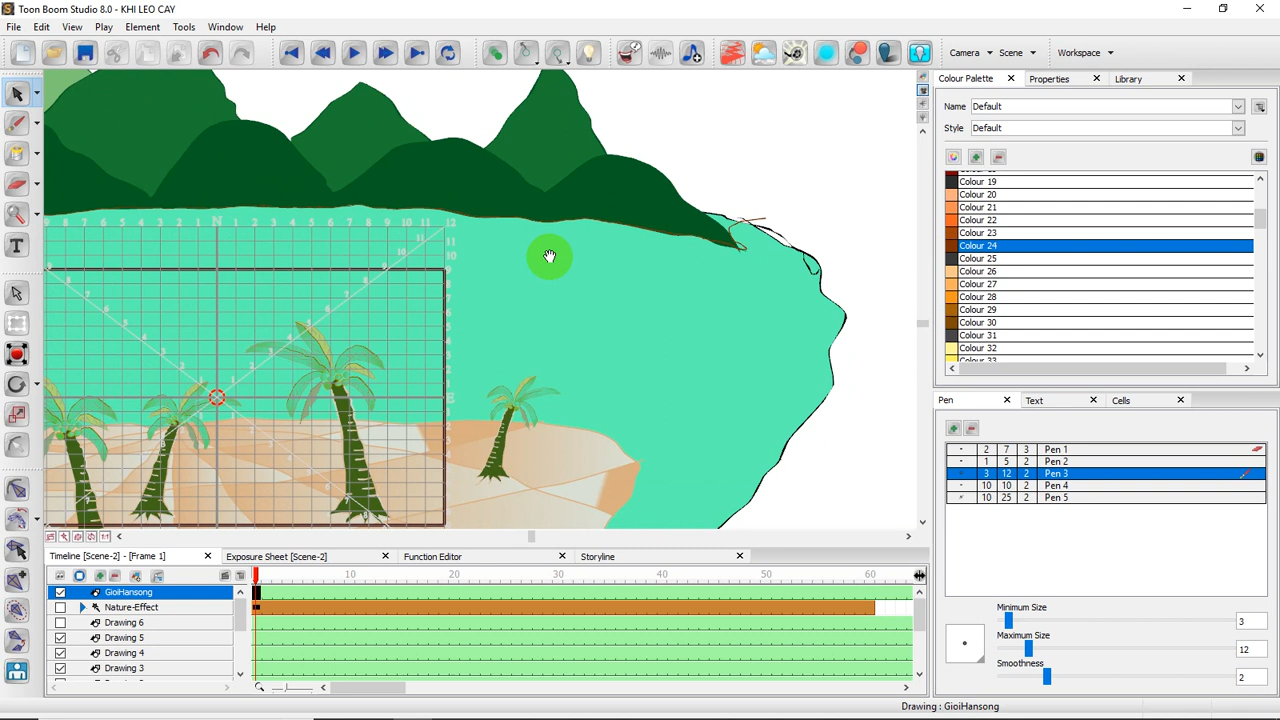 Toon Boom Studio 8.0 - KHI LEO CAY
File Edit View Play Element Tools Window Help
Camera Scene Workspace
Colour Palette Properties Library
Name Default
Style Default
Colour 19
Colour 20
Colour 21
Colour 22
Colour 23
Colour 24
Colour 25
Colour 26
Colour 27
Colour 28
Colour 29
Colour 30
Colour 31
Colour 32
Pen Text Cells
2 7 3 Pen 1
1 5 2 Pen 2
3 12 2 Pen 3
10 10 2 Pen 4
10 25 2 Pen 5
Minimum Size
3
Maximum Size
12
Smoothness
2
Timeline [Scene-2] - [Frame 1] Exposure Sheet [Scene-2] Function Editor Storyline
10 20 30 40 50 60
GioiHansong
Nature-Effect
Drawing 6
Drawing 5
Drawing 4
Drawing 3
Drawing : GioiHansong